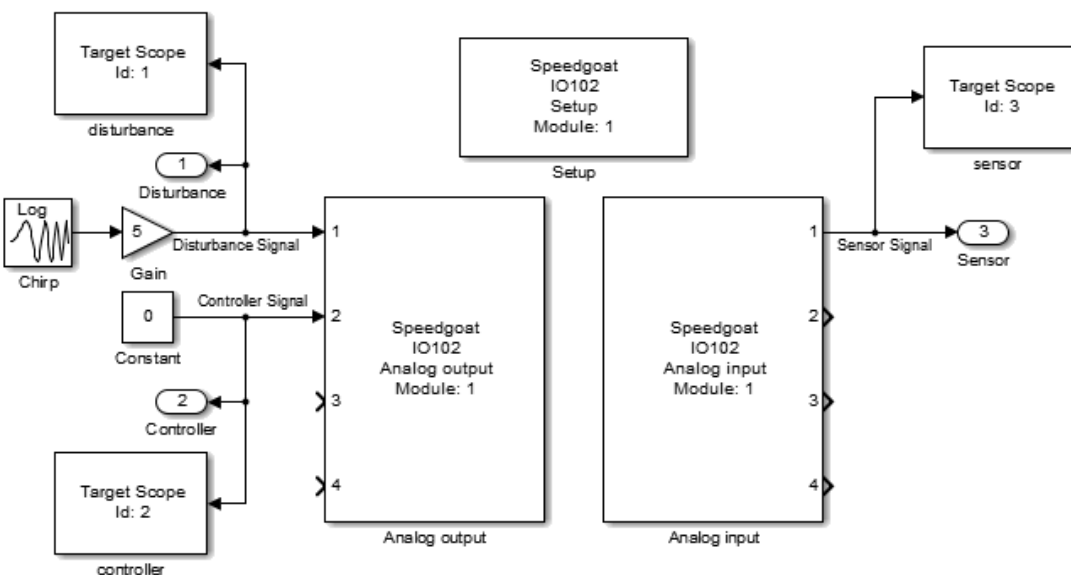 Target Scope
Id: 1
disturbance
1
Disturbance
Log
Chirp
5
Gain
Disturbance Signal
0
Constant
Controller Signal
2
Controller
Target Scope
Id: 2
controller
1
2
3
4
Speedgoat
IO102
Analog output
Module: 1
Analog output
Speedgoat
IO102
Setup
Module: 1
Setup
Speedgoat
IO102
Analog input
Module: 1
1
2
3
4
Analog input
Target Scope
Id: 3
sensor
Sensor Signal
3
Sensor